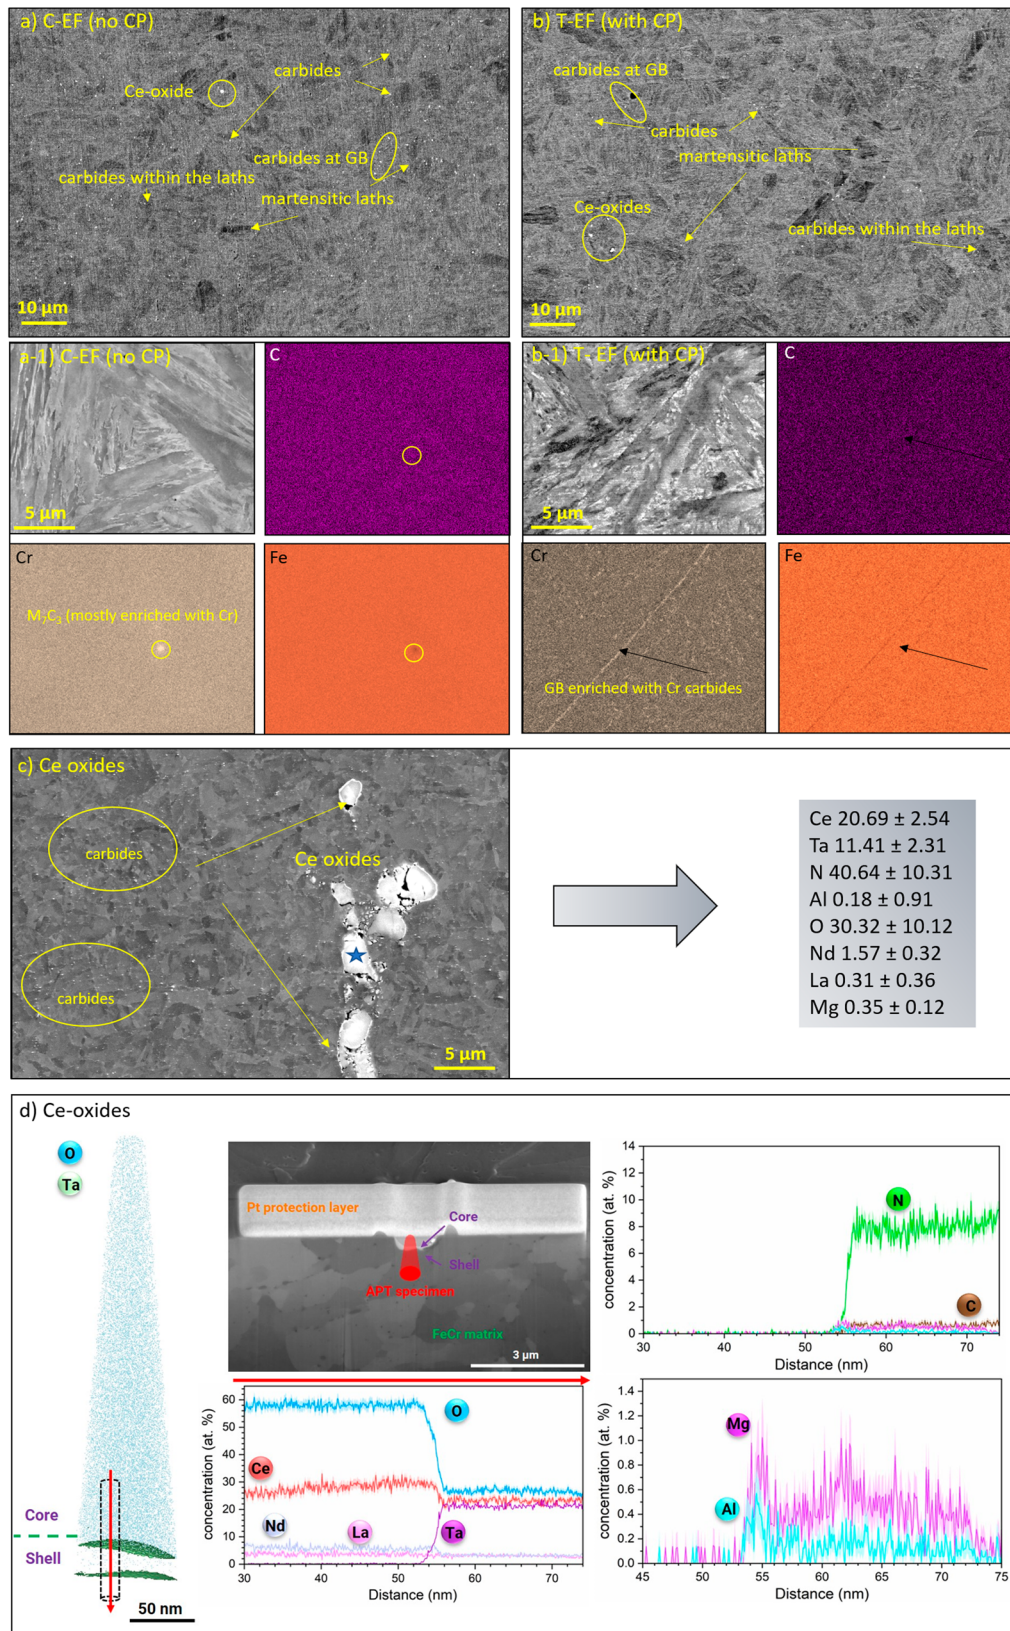 a) C-EF (no CP)
carbides
Ce-oxide
carbides at GB
carbides within the laths
martensitic laths
10 µm
b) T-EF (with CP)
carbides at GB
carbides
martensitic laths
Ce-oxides
carbides within the laths
10 µm
a-1) C-EF (no CP)
5 µm
C
b-1) T- EF (with CP)
5 µm
C
Cr
M₇C₃ (mostly enriched with Cr)
Fe
Cr
GB enriched with Cr carbides
Fe
c) Ce oxides
carbides
Ce oxides
carbides
5 µm
Ce 20.69 ± 2.54
Ta 11.41 ± 2.31
N 40.64 ± 10.31
Al 0.18 ± 0.91
O 30.32 ± 10.12
Nd 1.57 ± 0.32
La 0.31 ± 0.36
Mg 0.35 ± 0.12
d) Ce-oxides
O
Ta
Core
Shell
50 nm
Pt protection layer
Core
Shell
APT specimen
FeCr matrix
3 µm
concentration (at. %)
14
12
10
8
6
4
2
0
N
C
30 40 50 60 70
Distance (nm)
concentration (at. %)
60
50
40
30
20
10
0
O
Ce
Nd
La
Ta
30 40 50 60 70
Distance (nm)
concentration (at. %)
1.4
1.2
1.0
0.8
0.6
0.4
0.2
0.0
Mg
Al
45 50 55 60 65 70 75
Distance (nm)